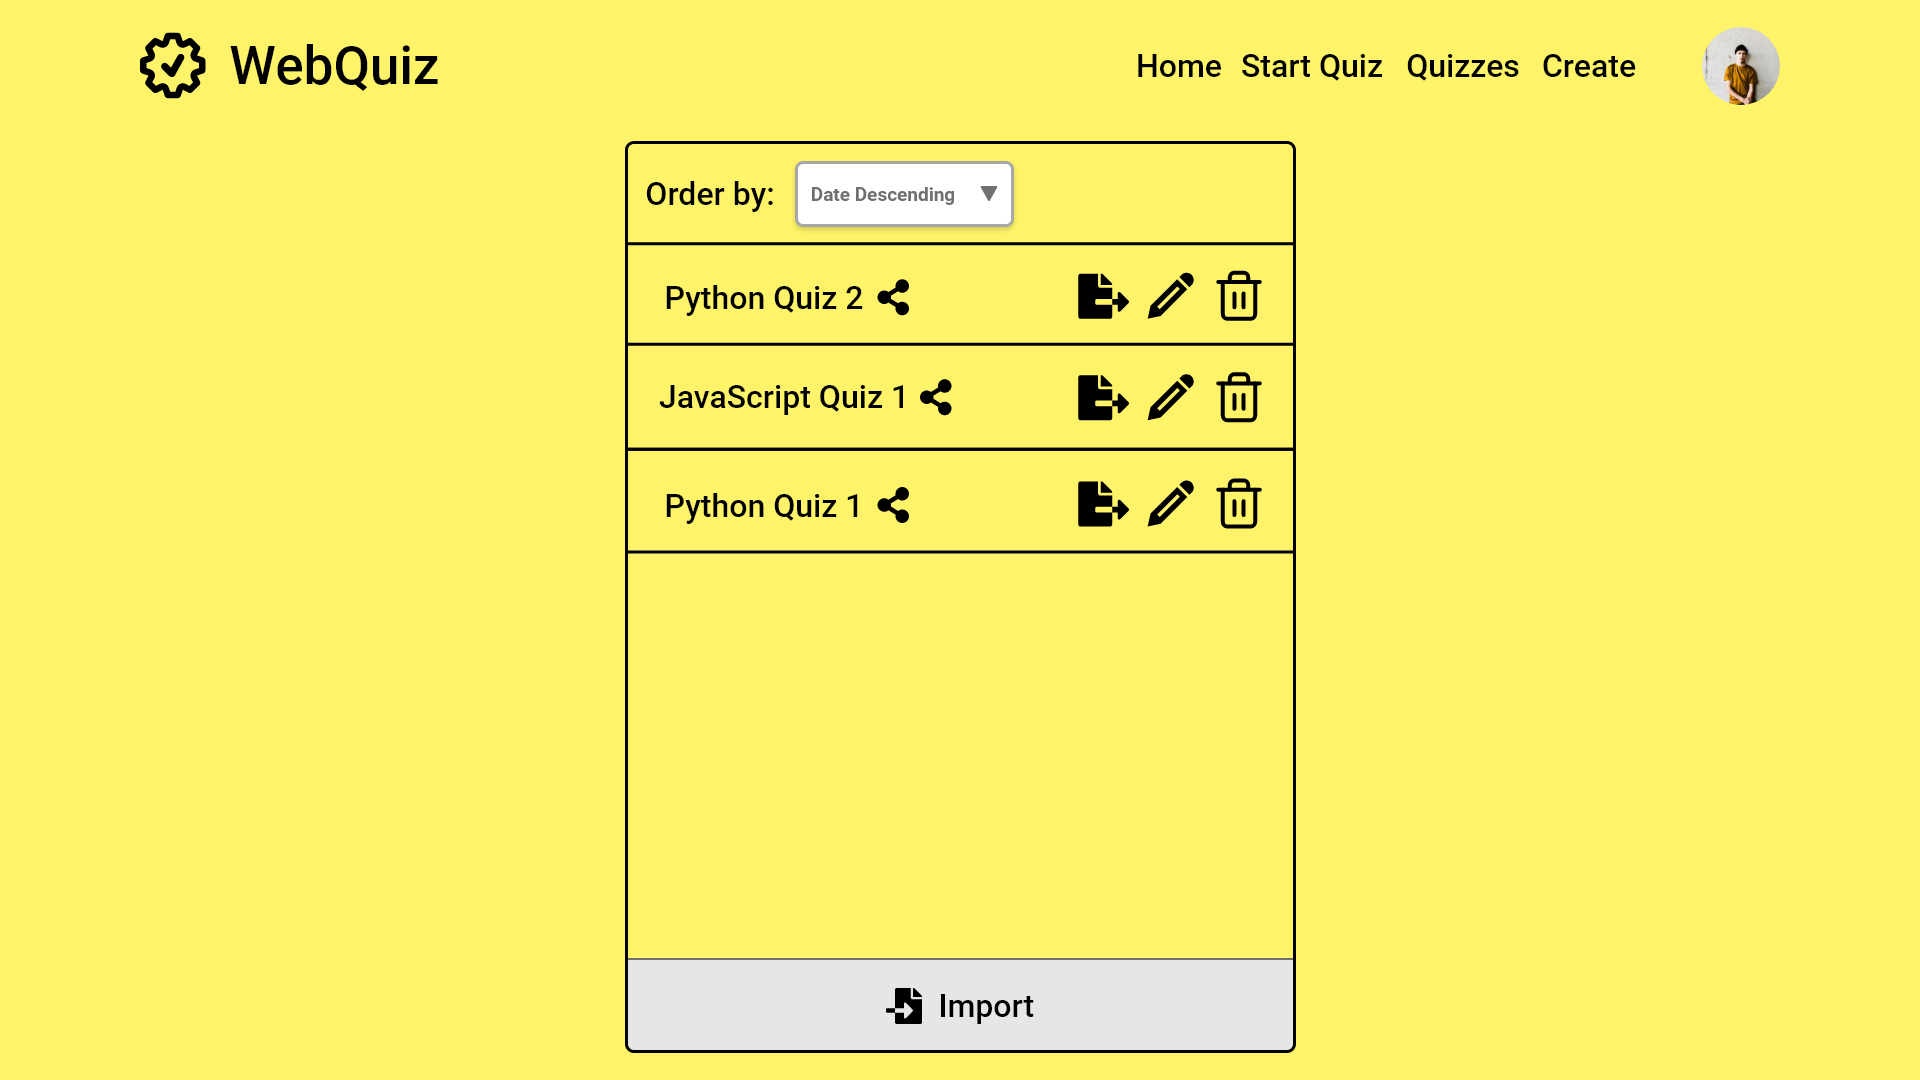 WebQuiz
Home Start Quiz Quizzes Create
Order by: Date Descending
Python Quiz 2
JavaScript Quiz 1
Python Quiz 1
Import